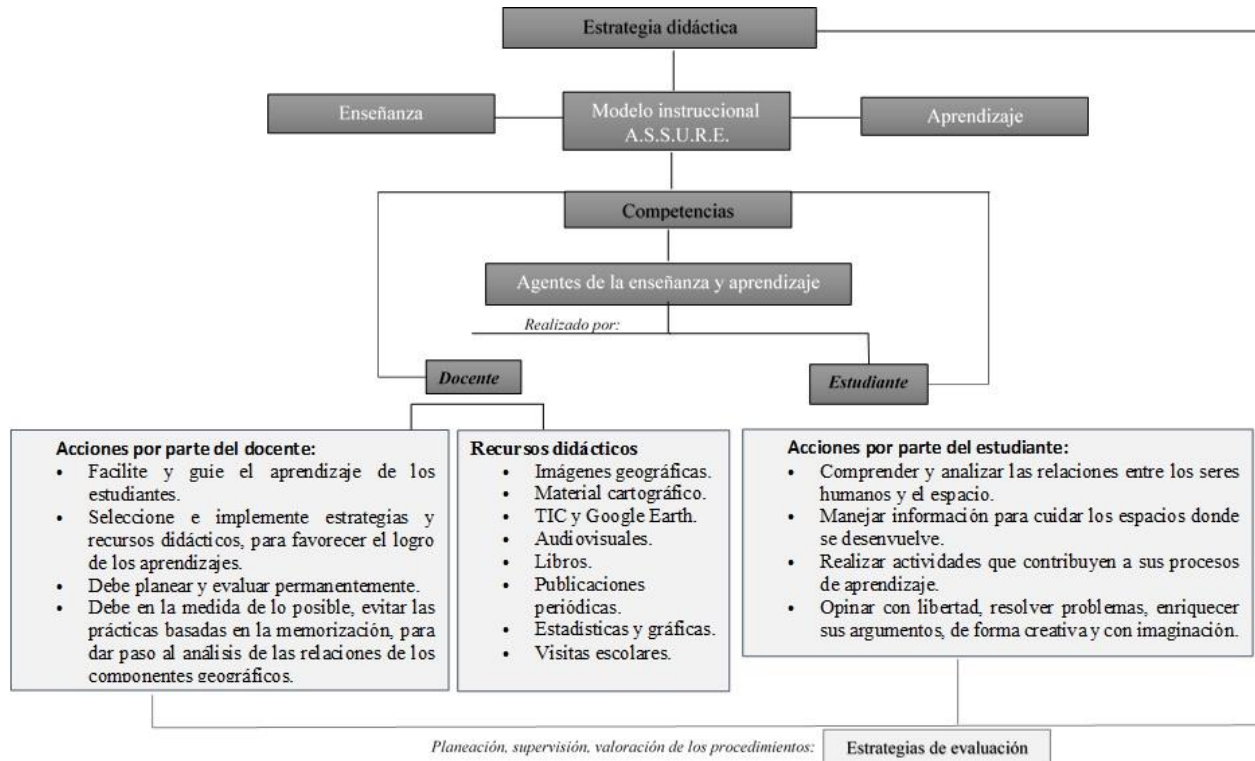 Estrategia didáctica
Enseñanza
Modelo instruccional
A.S.S.U.R.E.
Aprendizaje
Competencias
Agentes de la enseñanza y aprendizaje
Realizado por:
Docente
Estudiante
Acciones por parte del docente:
• Facilite y guie el aprendizaje de los
estudiantes.
• Seleccione e implemente estrategias y
recursos didácticos, para favorecer el logro
de los aprendizajes.
• Debe planear y evaluar permanentemente.
• Debe en la medida de lo posible, evitar las
prácticas basadas en la memorización, para
dar paso al análisis de las relaciones de los
componentes geográficos.
Recursos didácticos
• Imágenes geográficas.
• Material cartográfico.
• TIC y Google Earth.
• Audiovisuales.
• Libros.
• Publicaciones
periódicas.
• Estadísticas y gráficas.
• Visitas escolares.
Acciones por parte del estudiante:
• Comprender y analizar las relaciones entre los seres
humanos y el espacio.
• Manejar información para cuidar los espacios donde
se desenvuelve.
• Realizar actividades que contribuyen a sus procesos
de aprendizaje.
• Opinar con libertad, resolver problemas, enriquecer
sus argumentos, de forma creativa y con imaginación.
Planeación, supervisión, valoración de los procedimientos:
Estrategias de evaluación